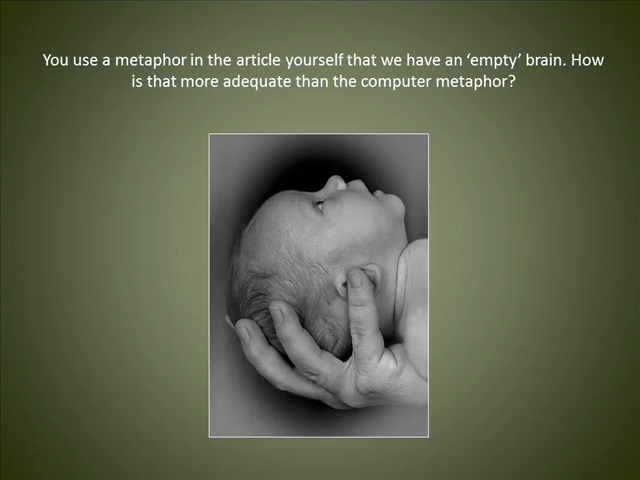 You use a metaphor in the article yourself that we have an ‘empty’ brain. How
is that more adequate than the computer metaphor?